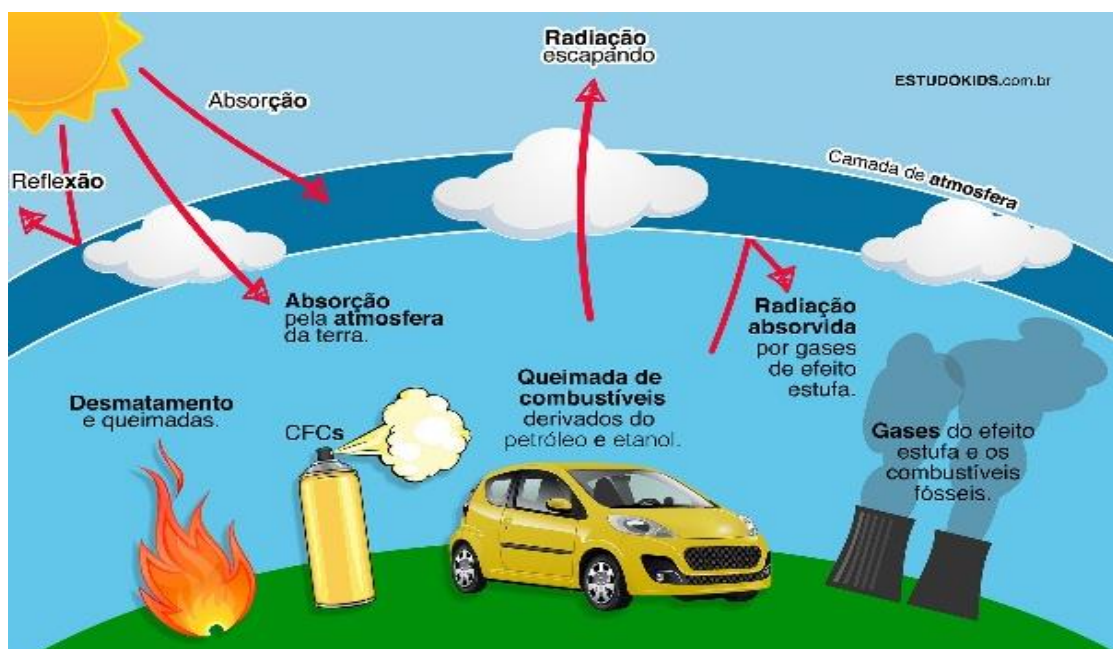 Radiação
escapando
ESTUDOKIDS.com.br
Absorção
Camada de atmosfera
Reflexão
Absorção
pela atmosfera
da terra.
Radiação
absorvida
por gases
de efeito
estufa.
Desmatamento
e queimadas.
CFCs
Queimada de
combustíveis
derivados do
petróleo e etanol.
Gases do efeito
estufa e os
combustíveis
fósseis.